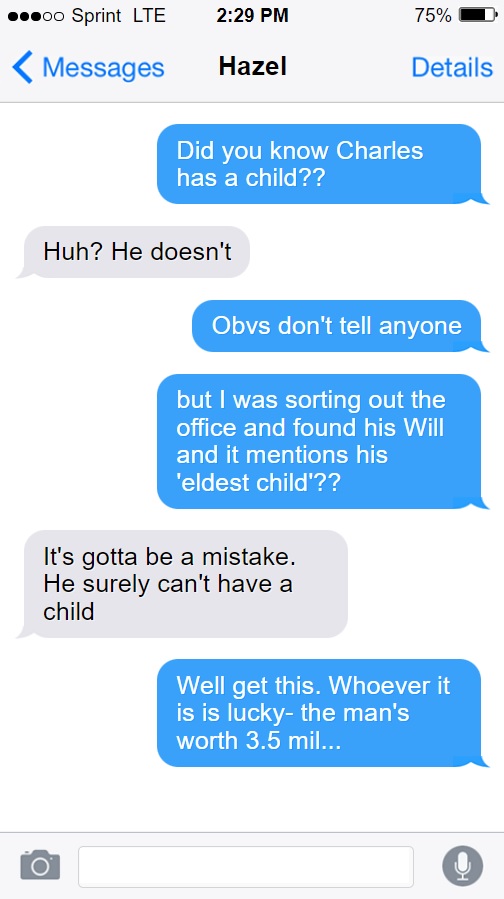 Sprint LTE 2:29 PM 75%
Messages Hazel Details
Did you know Charles
has a child??
Huh? He doesn't
Obvs don't tell anyone
but I was sorting out the
office and found his Will
and it mentions his
'eldest child'??
It's gotta be a mistake.
He surely can't have a
child
Well get this. Whoever it
is is lucky- the man's
worth 3.5 mil...